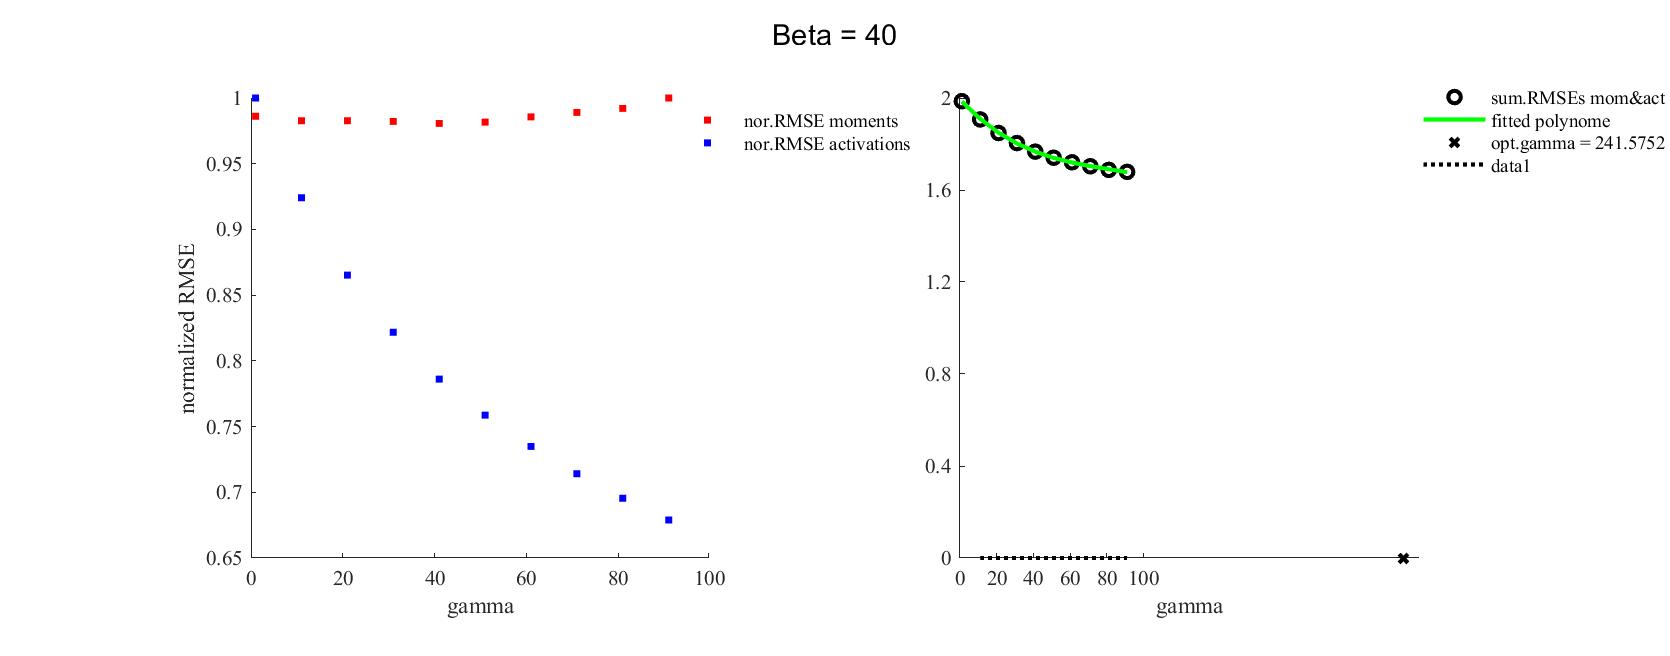 Beta = 40
1
0.95
0.9
0.85
0.8
0.75
0.7
0.65
0 20 40 60 80 100
gamma
normalized RMSE
nor.RMSE moments
nor.RMSE activations
2
1.6
1.2
0.8
0.4
0
0 20 40 60 80 100
gamma
sum.RMSEs mom&act
fitted polynome
opt.gamma = 241.5752
data1